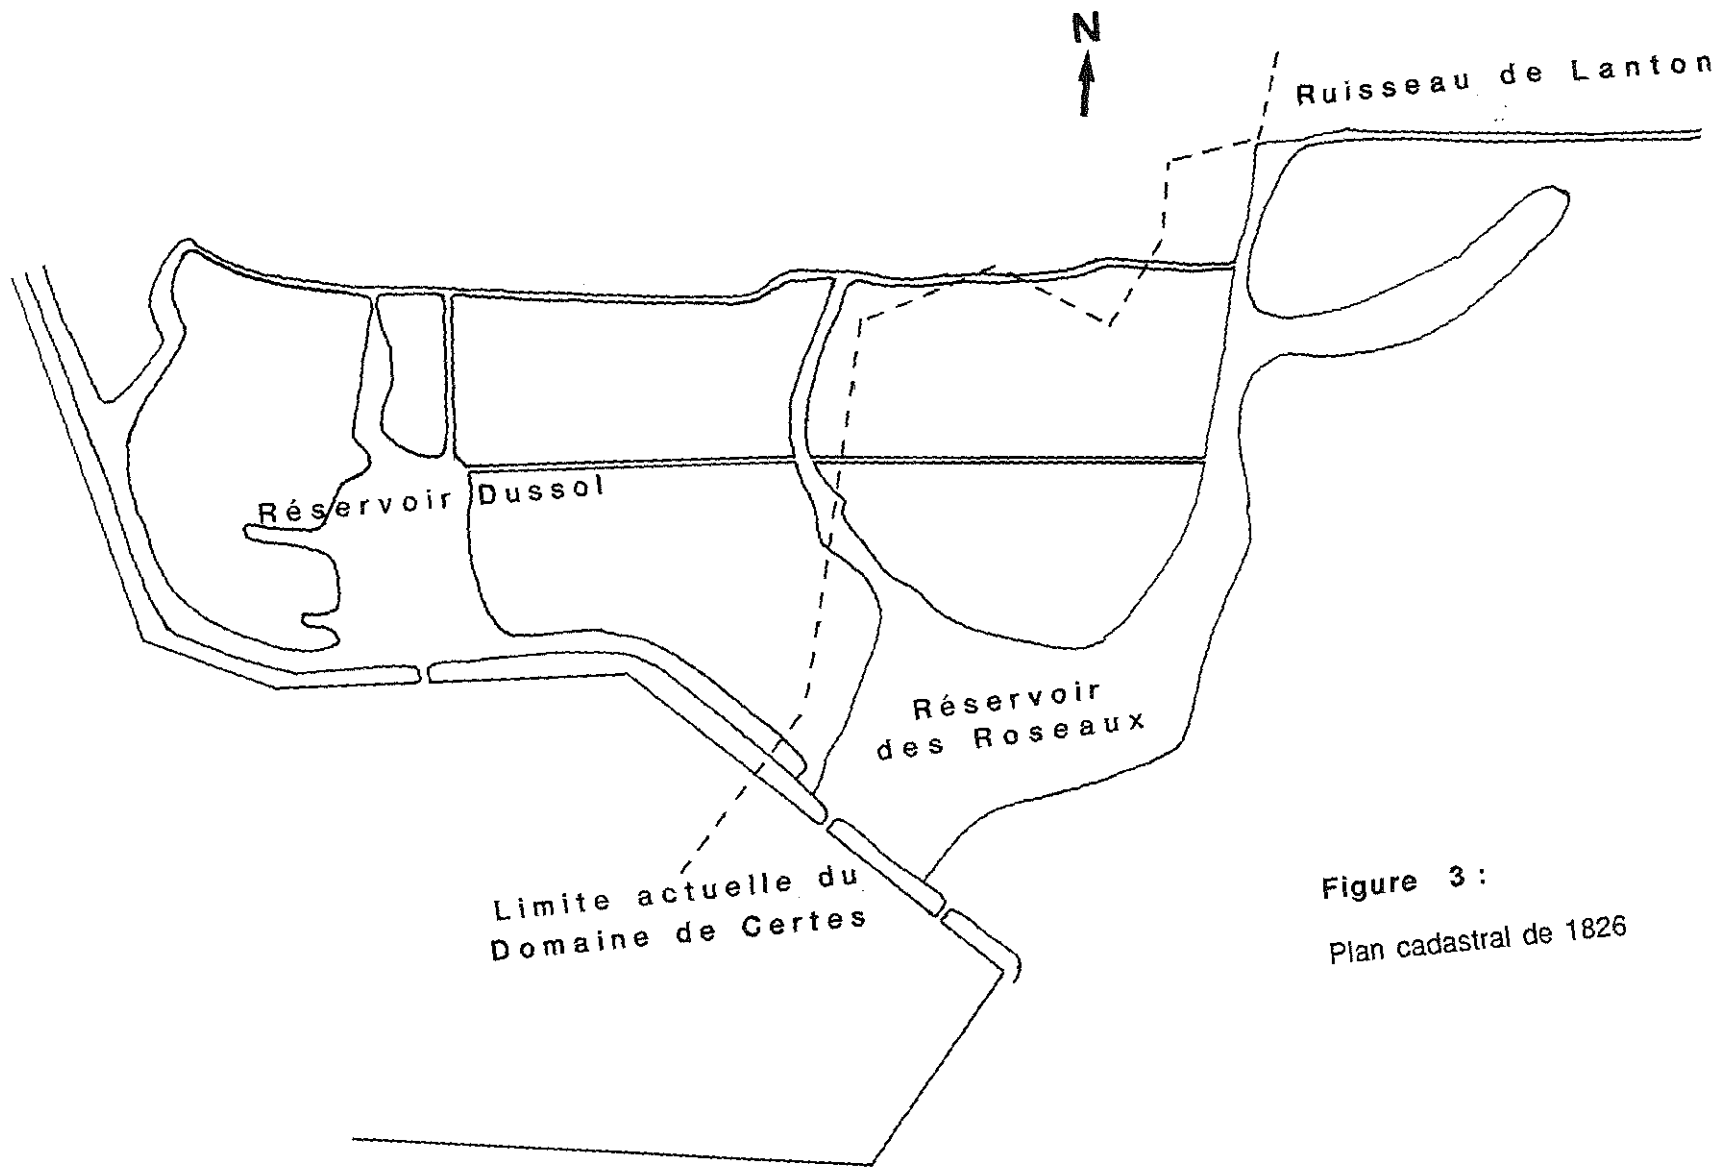 N
Ruisseau de Lanton
Réservoir Dussol
Réservoir
des Roseaux
Limite actuelle du
Domaine de Certes
Figure 3 :
Plan cadastral de 1826